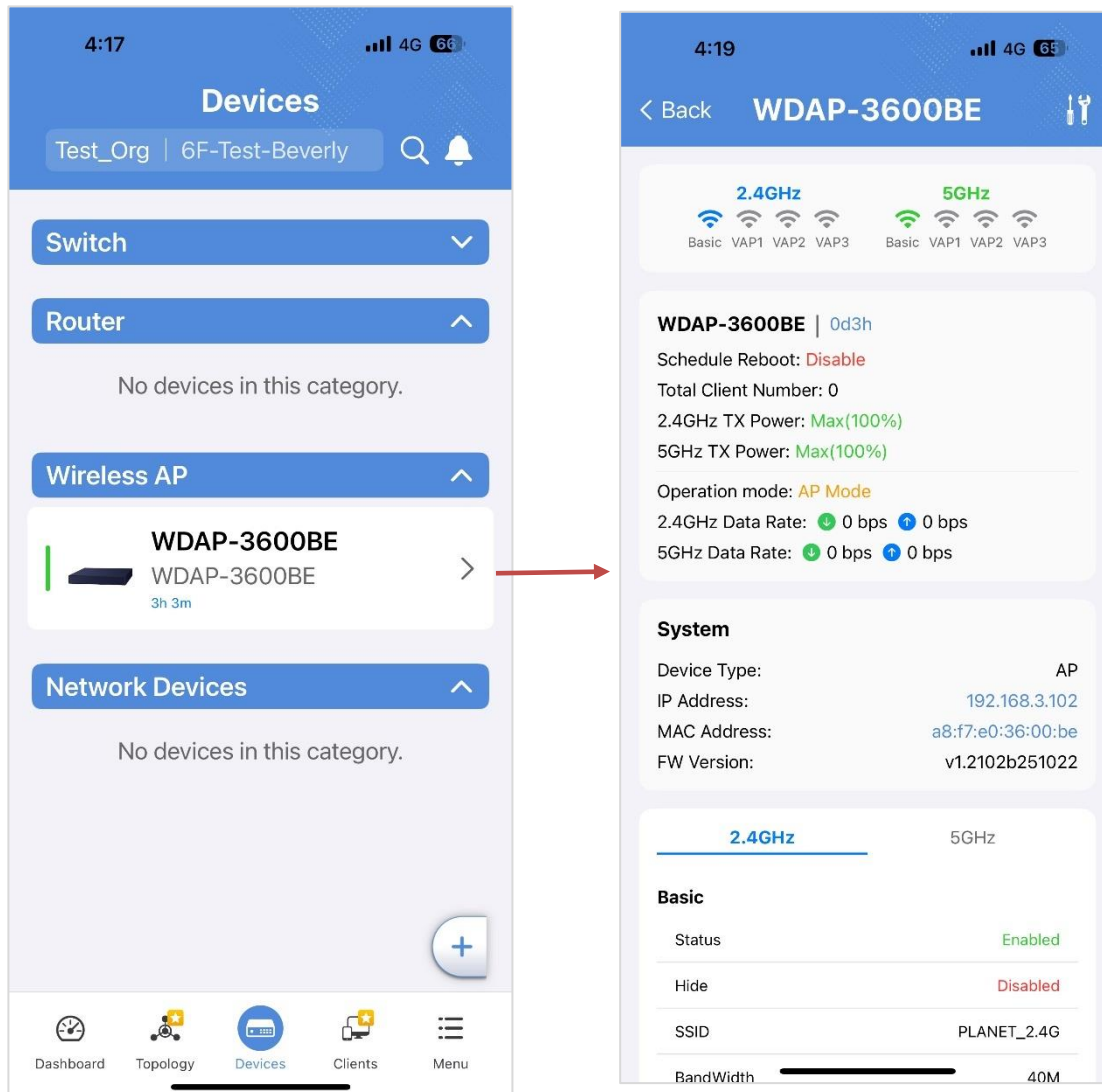 4:17
4G 66
Devices
Test_Org | 6F-Test-Beverly
Switch
Router
No devices in this category.
Wireless AP
WDAP-3600BE
WDAP-3600BE
3h 3m
Network Devices
No devices in this category.
+
Dashboard Topology Devices Clients Menu
4:19
4G 65
Back WDAP-3600BE
2.4GHz 5GHz
Basic VAP1 VAP2 VAP3 Basic VAP1 VAP2 VAP3
WDAP-3600BE | 0d3h
Schedule Reboot: Disable
Total Client Number: 0
2.4GHz TX Power: Max(100%)
5GHz TX Power: Max(100%)
Operation mode: AP Mode
2.4GHz Data Rate: 0 bps 0 bps
5GHz Data Rate: 0 bps 0 bps
System
Device Type: AP
IP Address: 192.168.3.102
MAC Address: a8:f7:e0:36:00:be
FW Version: v1.2102b251022
2.4GHz 5GHz
Basic
Status Enabled
Hide Disabled
SSID PLANET_2.4G
BandWidth 40M